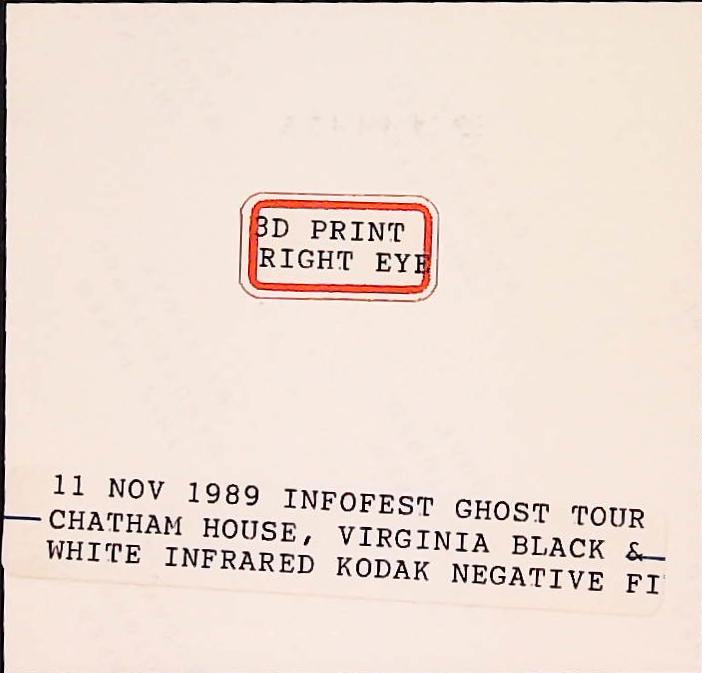 3D PRINT
RIGHT EYE
11 NOV 1989 INFOFEST GHOST TOUR
CHATHAM HOUSE, VIRGINIA BLACK &
WHITE INFRARED KODAK NEGATIVE FI